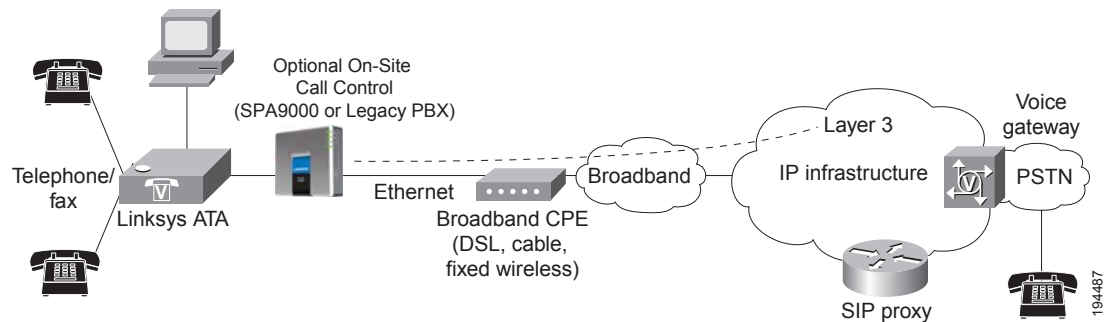 Optional On-Site
Call Control
(SPA9000 or Legacy PBX)
Telephone/
fax
V
Linksys ATA
Ethernet
Broadband CPE
(DSL, cable,
fixed wireless)
Broadband
Layer 3
IP infrastructure
SIP proxy
Voice
gateway
V
PSTN
194487